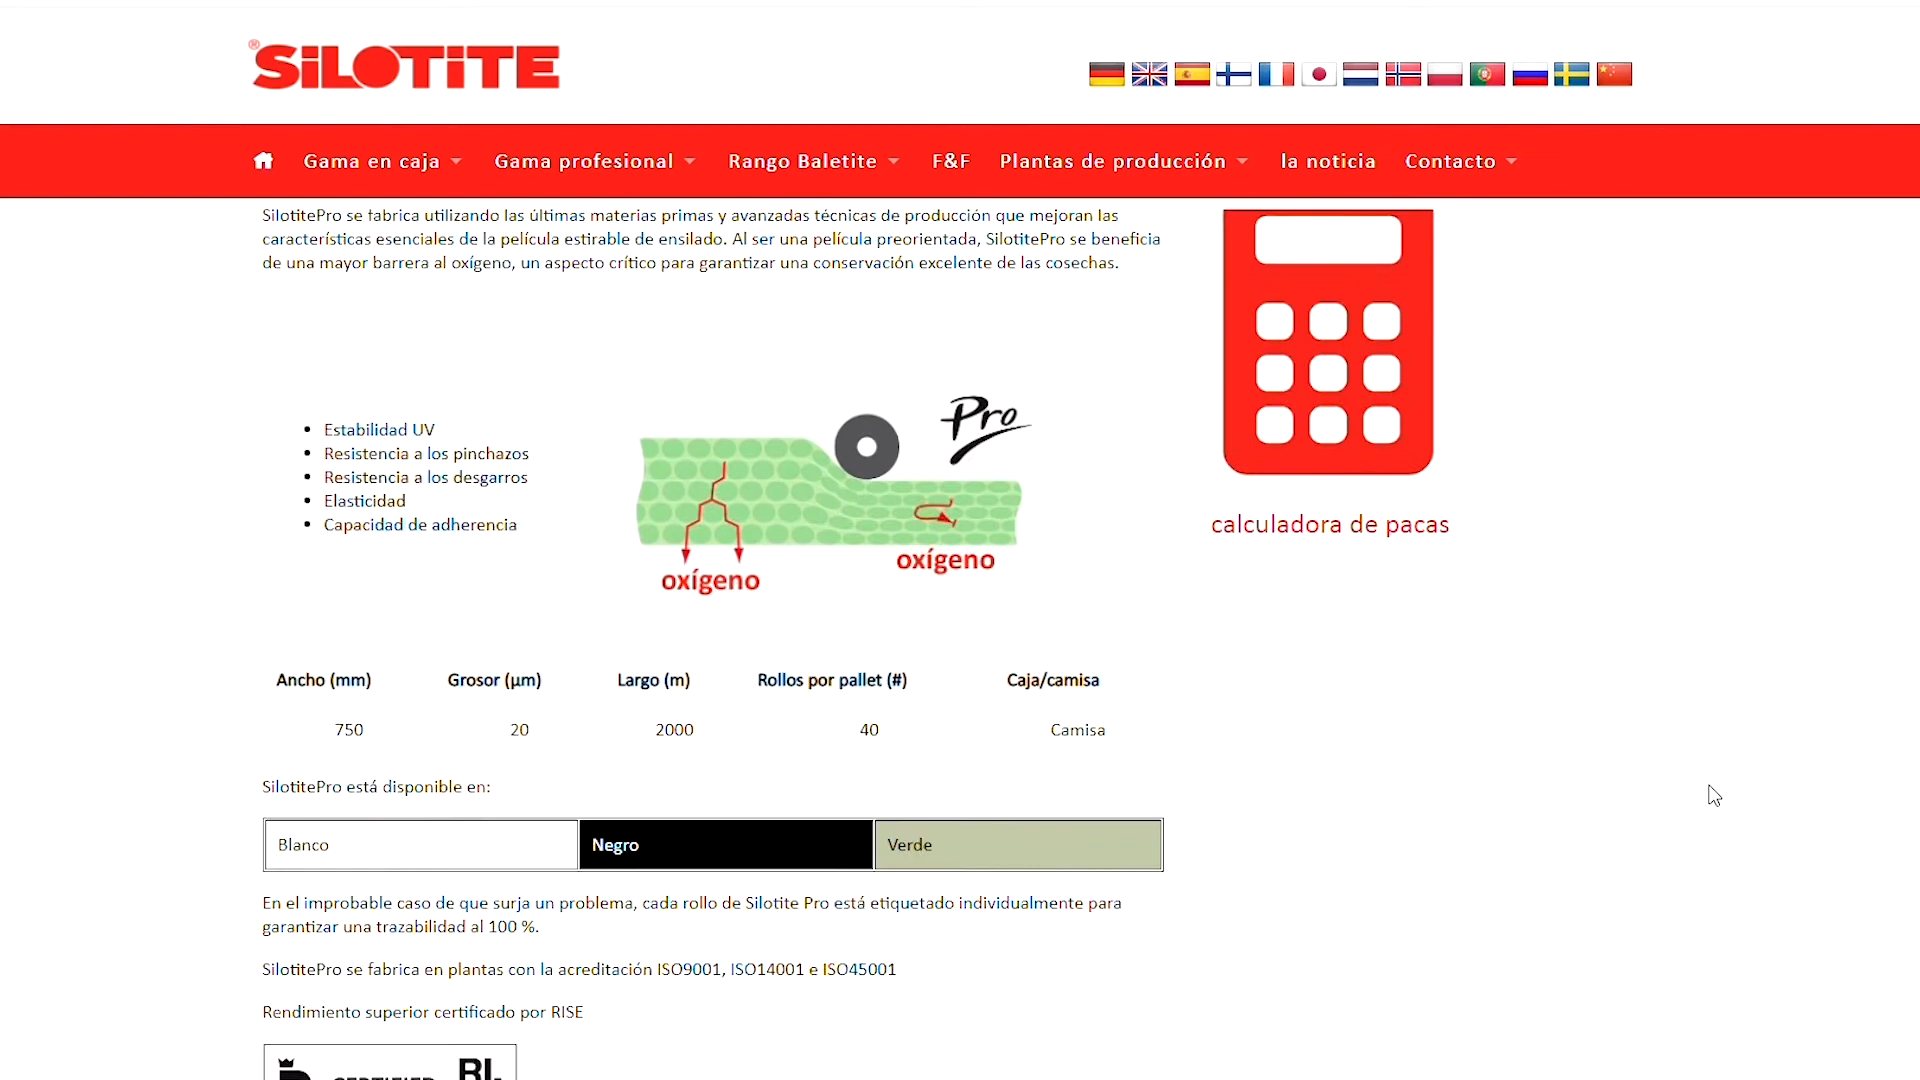 ®SiLOTiTE
Gama en caja
Gama profesional
Rango Baletite
F&F
Plantas de producción
la noticia
Contacto
SilotitePro se fabrica utilizando las últimas materias primas y avanzadas técnicas de producción que mejoran las
características esenciales de la película estirable de ensilado. Al ser una película preorientada, SilotitePro se beneficia
de una mayor barrera al oxígeno, un aspecto crítico para garantizar una conservación excelente de las cosechas.
Estabilidad UV
Resistencia a los pinchazos
Resistencia a los desgarros
Elasticidad
Capacidad de adherencia
Pro
oxígeno
oxígeno
calculadora de pacas
Ancho (mm) Grosor (µm) Largo (m) Rollos por pallet (#) Caja/camisa
750 20 2000 40 Camisa
SilotitePro está disponible en:
Blanco Negro Verde
En el improbable caso de que surja un problema, cada rollo de Silotite Pro está etiquetado individualmente para
garantizar una trazabilidad al 100 %.
SilotitePro se fabrica en plantas con la acreditación ISO9001, ISO14001 e ISO45001
Rendimiento superior certificado por RISE